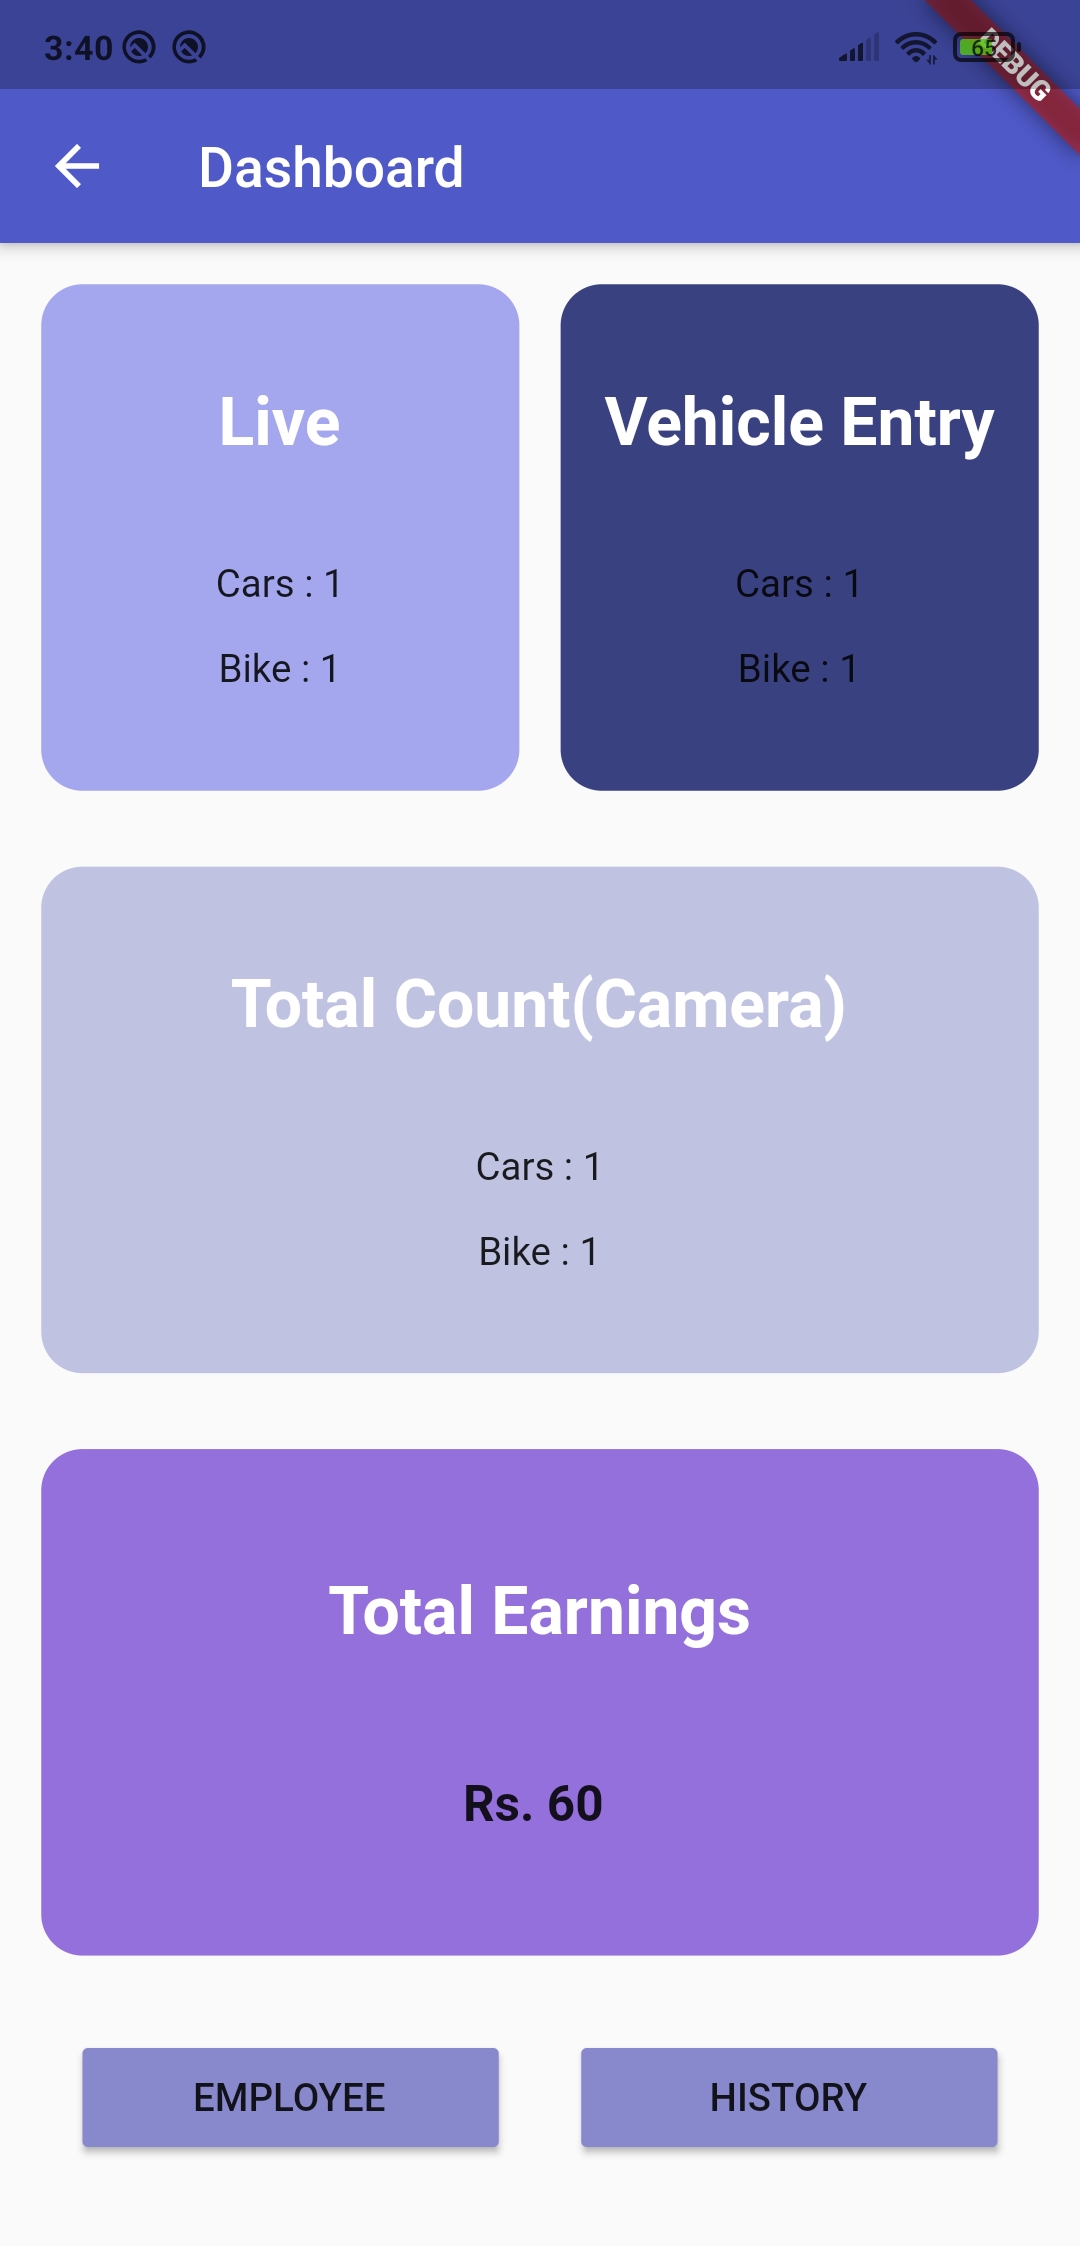 3:40
65
DEBUG
Dashboard
Live
Cars : 1
Bike : 1
Vehicle Entry
Cars : 1
Bike : 1
Total Count(Camera)
Cars : 1
Bike : 1
Total Earnings
Rs. 60
EMPLOYEE
HISTORY